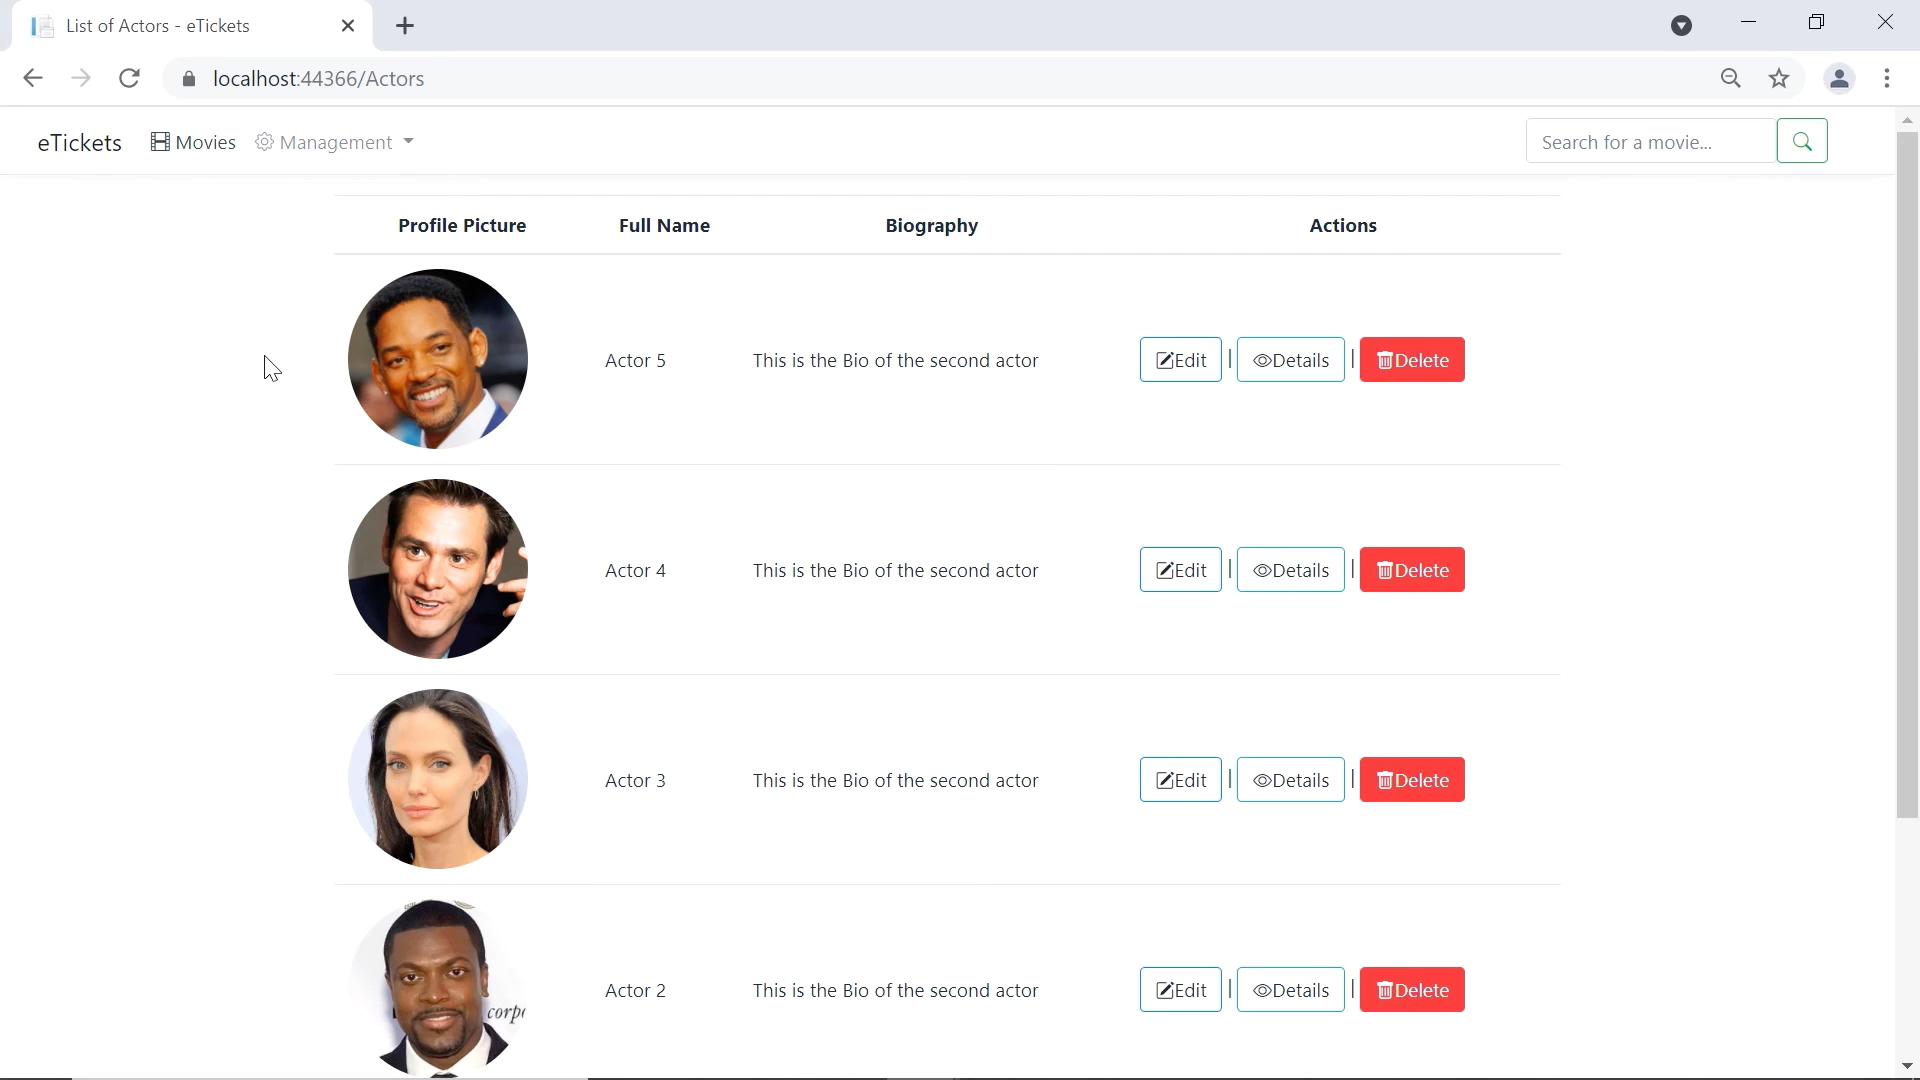 List of Actors - eTickets
localhost:44366/Actors
eTickets Movies Management Search for a movie...
Profile Picture Full Name Biography Actions
Actor 5 This is the Bio of the second actor Edit | Details | Delete
Actor 4 This is the Bio of the second actor Edit | Details | Delete
Actor 3 This is the Bio of the second actor Edit | Details | Delete
corp
Actor 2 This is the Bio of the second actor Edit | Details | Delete